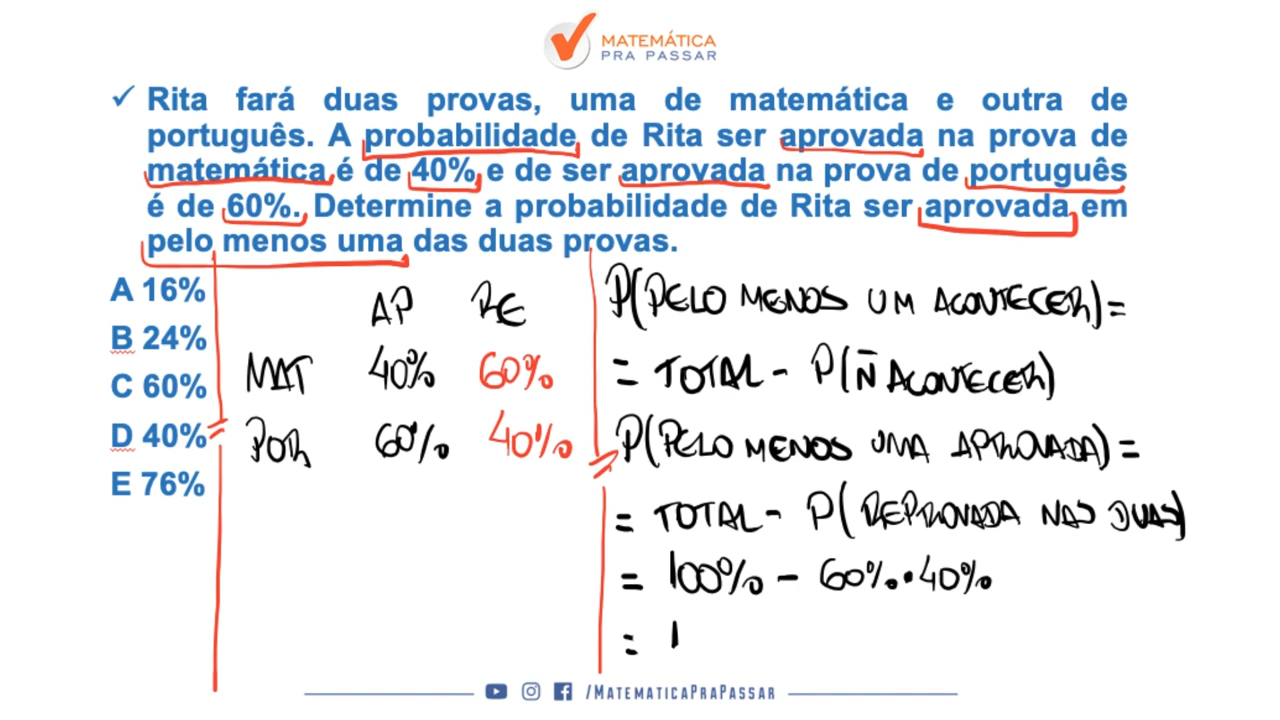 MATEMÁTICA
PRA PASSAR
✓ Rita fará duas provas, uma de matemática e outra de
português. A probabilidade de Rita ser aprovada na prova de
matemática é de 40% e de ser aprovada na prova de português
é de 60%. Determine a probabilidade de Rita ser aprovada em
pelo menos uma das duas provas.
A 16%
B 24%
C 60%
D 40%
E 76%
AP RE
MAT 40% 60%
POR 60% 40%
P(PELO MENOS UM ACONTECER) =
= TOTAL - P(Ñ ACONTECER)
P(PELO MENOS UMA APROVADA) =
= TOTAL - P(REPROVADA NAS DUAS)
= 100% - 60% · 40%
= 1
/MATEMATICAPRAPASSAR